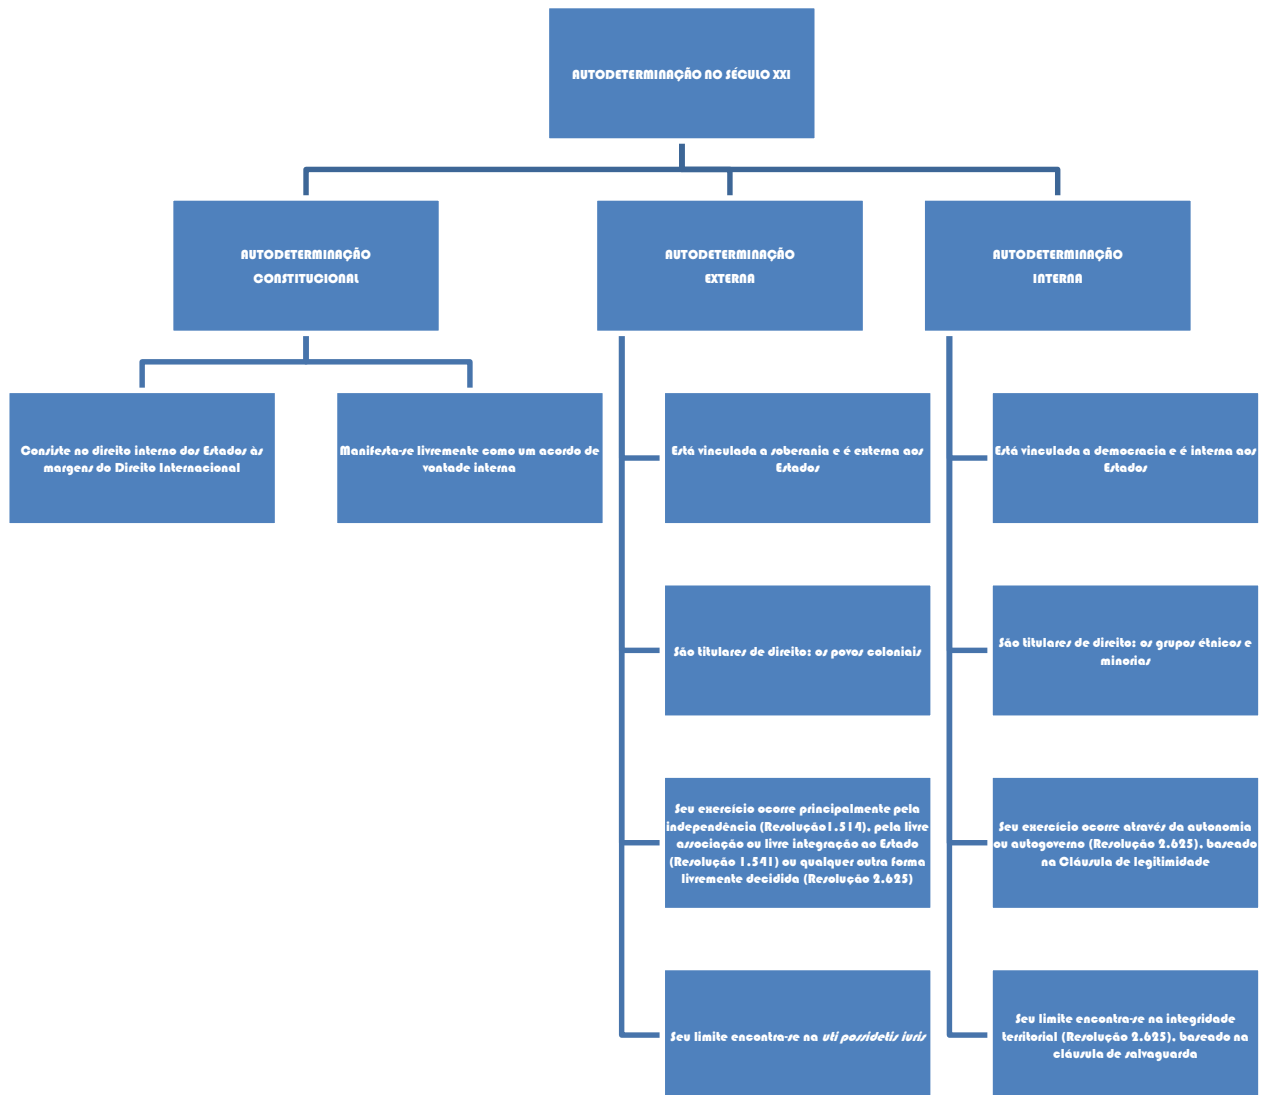 AUTODETERMINAÇÃO NO SÉCULO XXI
AUTODETERMINAÇÃO
CONSTITUCIONAL
AUTODETERMINAÇÃO
EXTERNA
AUTODETERMINAÇÃO
INTERNA
Consiste no direito interno dos Estados às
margens do Direito Internacional
Manifesta-se livremente como um acordo de
vontade interna
Está vinculada a soberania e é externa aos
Estados
São titulares de direito: os povos coloniais
Seu exercício ocorre principalmente pela
independência (Resolução1.514), pela livre
associação ou livre integração ao Estado
(Resolução 1.541) ou qualquer outra forma
livremente decidida (Resolução 2.625)
Seu limite encontra-se na uti possidetis iuris
Está vinculada a democracia e é interna aos
Estados
São titulares de direito: os grupos étnicos e
minorias
Seu exercício ocorre através da autonomia
ou autogoverno (Resolução 2.625), baseado
na Cláusula de legitimidade
Seu limite encontra-se na integridade
territorial (Resolução 2.625), baseado na
cláusula de salvaguarda